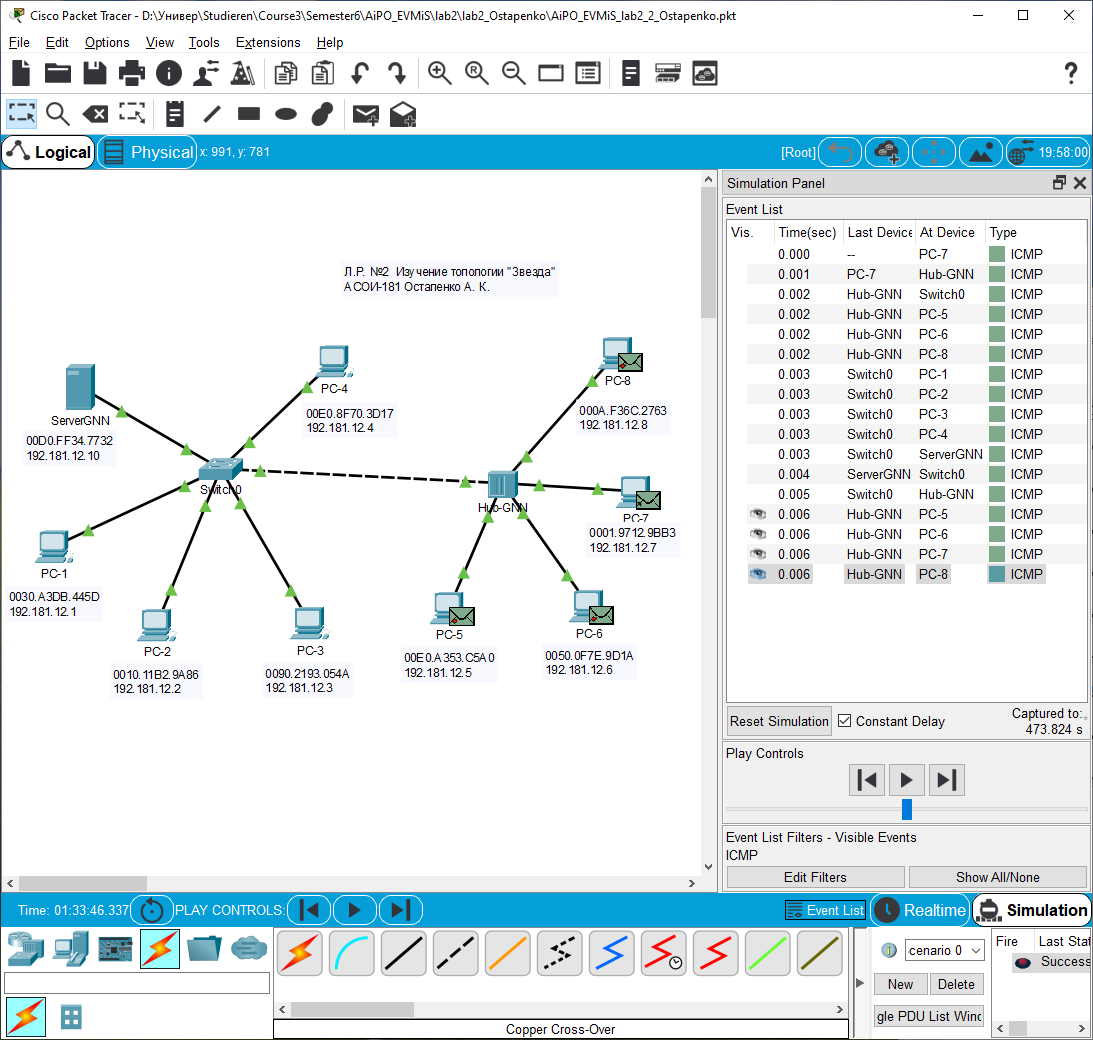 Cisco Packet Tracer - D:\Универ\Studieren\Course3\Semester6\AiPO_EVMiS\lab2\lab2_Ostapenko\AiPO_EVMiS_lab2_2_Ostapenko.pkt
File Edit Options View Tools Extensions Help
Logical Physical x: 991, y: 781 [Root] 19:58:00
Simulation Panel
Event List
Vis. Time(sec) Last Device At Device Type
0.000 -- PC-7 ICMP
0.001 PC-7 Hub-GNN ICMP
0.002 Hub-GNN Switch0 ICMP
0.002 Hub-GNN PC-5 ICMP
0.002 Hub-GNN PC-6 ICMP
0.002 Hub-GNN PC-8 ICMP
0.003 Switch0 PC-1 ICMP
0.003 Switch0 PC-2 ICMP
0.003 Switch0 PC-3 ICMP
0.003 Switch0 PC-4 ICMP
0.003 Switch0 ServerGNN ICMP
0.004 ServerGNN Switch0 ICMP
0.005 Switch0 Hub-GNN ICMP
0.006 Hub-GNN PC-5 ICMP
0.006 Hub-GNN PC-6 ICMP
0.006 Hub-GNN PC-7 ICMP
0.006 Hub-GNN PC-8 ICMP
Reset Simulation Constant Delay
Captured to:
473.824 s
Play Controls
Event List Filters - Visible Events
ICMP
Edit Filters Show All/None
Л.Р. №2 Изучение топологии "Звезда"
АСОИ-181 Остапенко А. К.
PC-4
00E0.8F70.3D17
192.181.12.4
PC-8
000A.F36C.2763
192.181.12.8
ServerGNN
00D0.FF34.7732
192.181.12.10
Switch0
Hub-GNN
PC-7
0001.9712.9BB3
192.181.12.7
PC-1
0030.A3DB.445D
192.181.12.1
PC-2
0010.11B2.9A86
192.181.12.2
PC-3
0090.2193.054A
192.181.12.3
PC-5
00E0.A353.C5A0
192.181.12.5
PC-6
0050.0F7E.9D1A
192.181.12.6
Time: 01:33:46.337 PLAY CONTROLS: Event List Realtime Simulation
cenario 0
New Delete
gle PDU List Winc
Fire Last Stat
Success
Copper Cross-Over